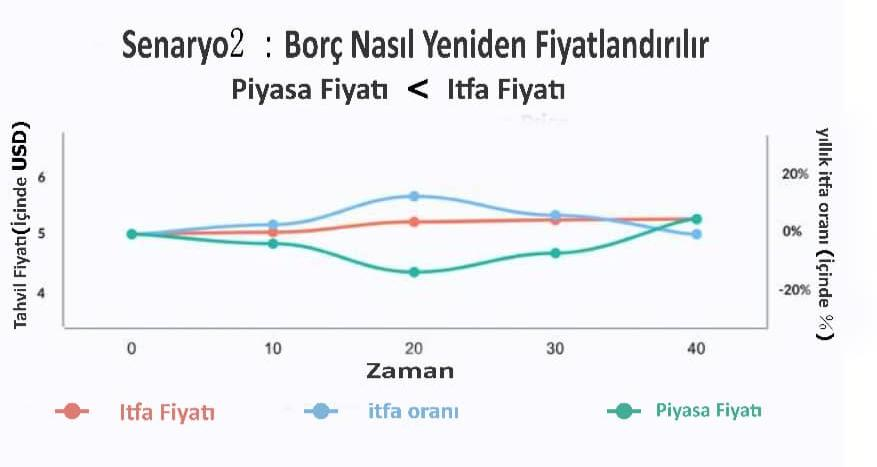 Senaryo2 : Borç Nasıl Yeniden Fiyatlandırılır
Piyasa Fiyatı < Itfa Fiyatı
Tahvil Fiyatı(İçinde USD)
6
5
4
20%
0%
-20%
yıllık itfa oranı (İçinde %)
0 10 20 30 40
Zaman
Itfa Fiyatı itfa oranı Piyasa Fiyatı